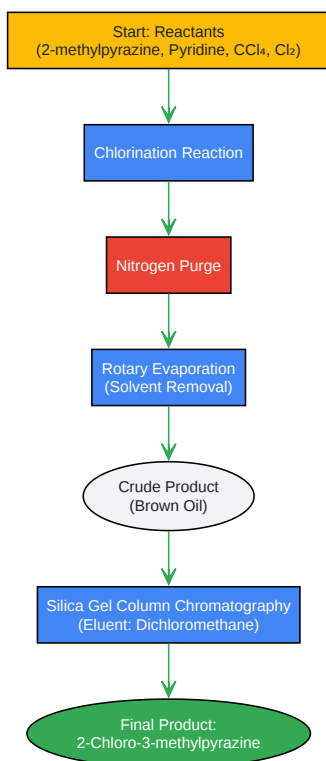 Start: Reactants
(2-methylpyrazine, Pyridine, CCl₄, Cl₂)
Chlorination Reaction
Nitrogen Purge
Rotary Evaporation
(Solvent Removal)
Crude Product
(Brown Oil)
Silica Gel Column Chromatography
(Eluent: Dichloromethane)
Final Product:
2-Chloro-3-methylpyrazine